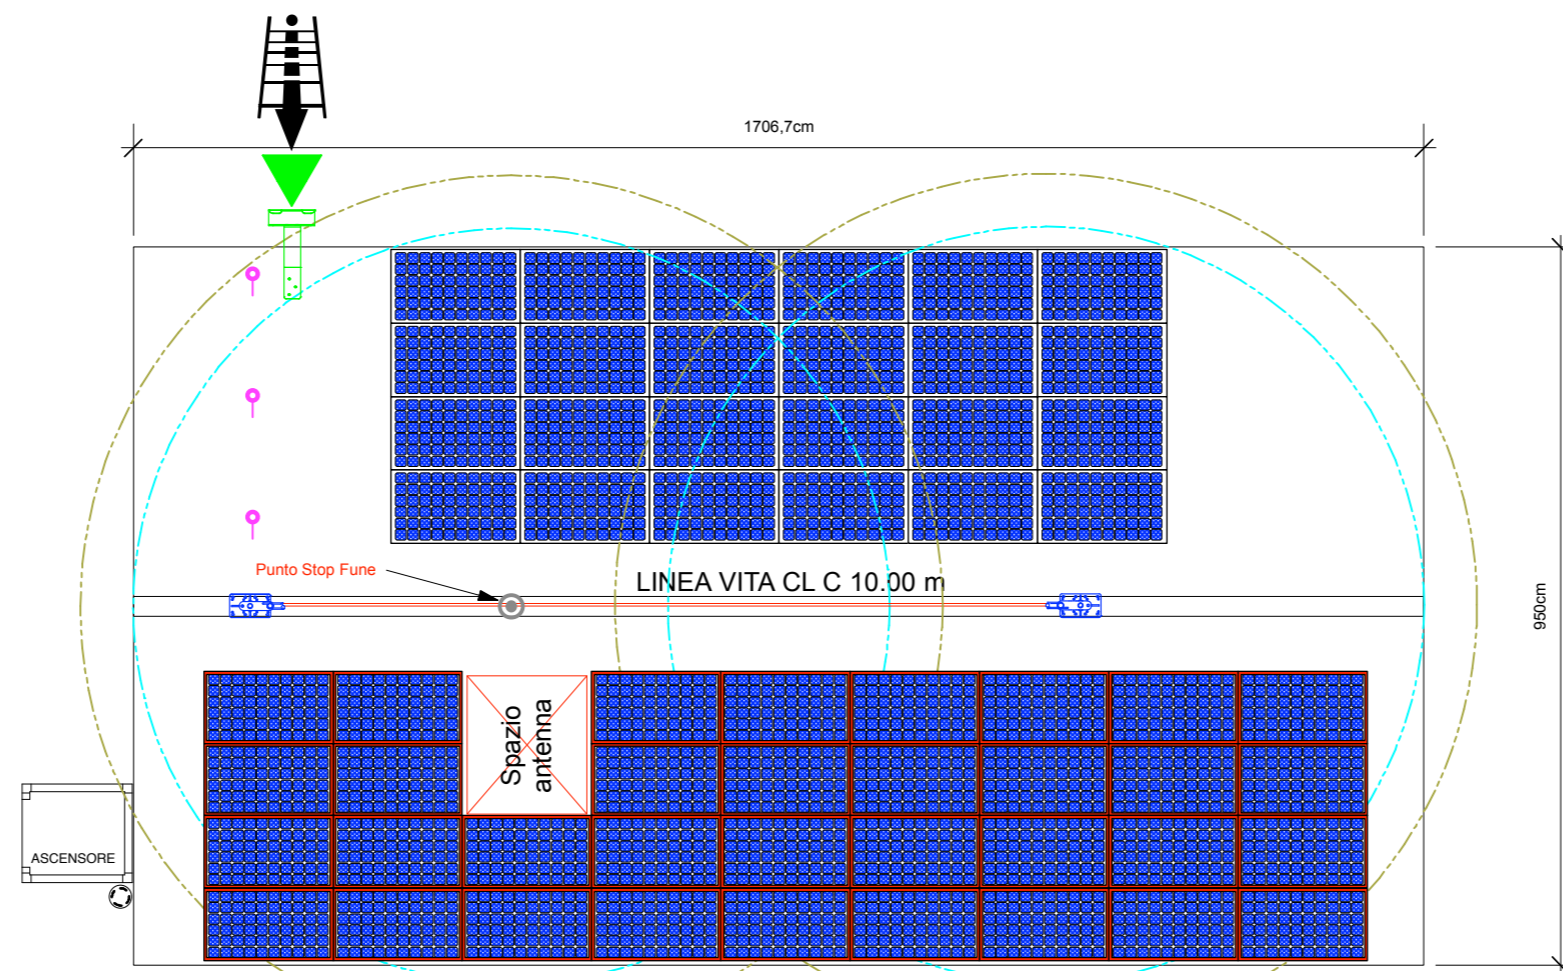 1706,7cm
Punto Stop Fune
LINEA VITA CL C 10.00 m
950cm
Spazio
antenna
ASCENSORE